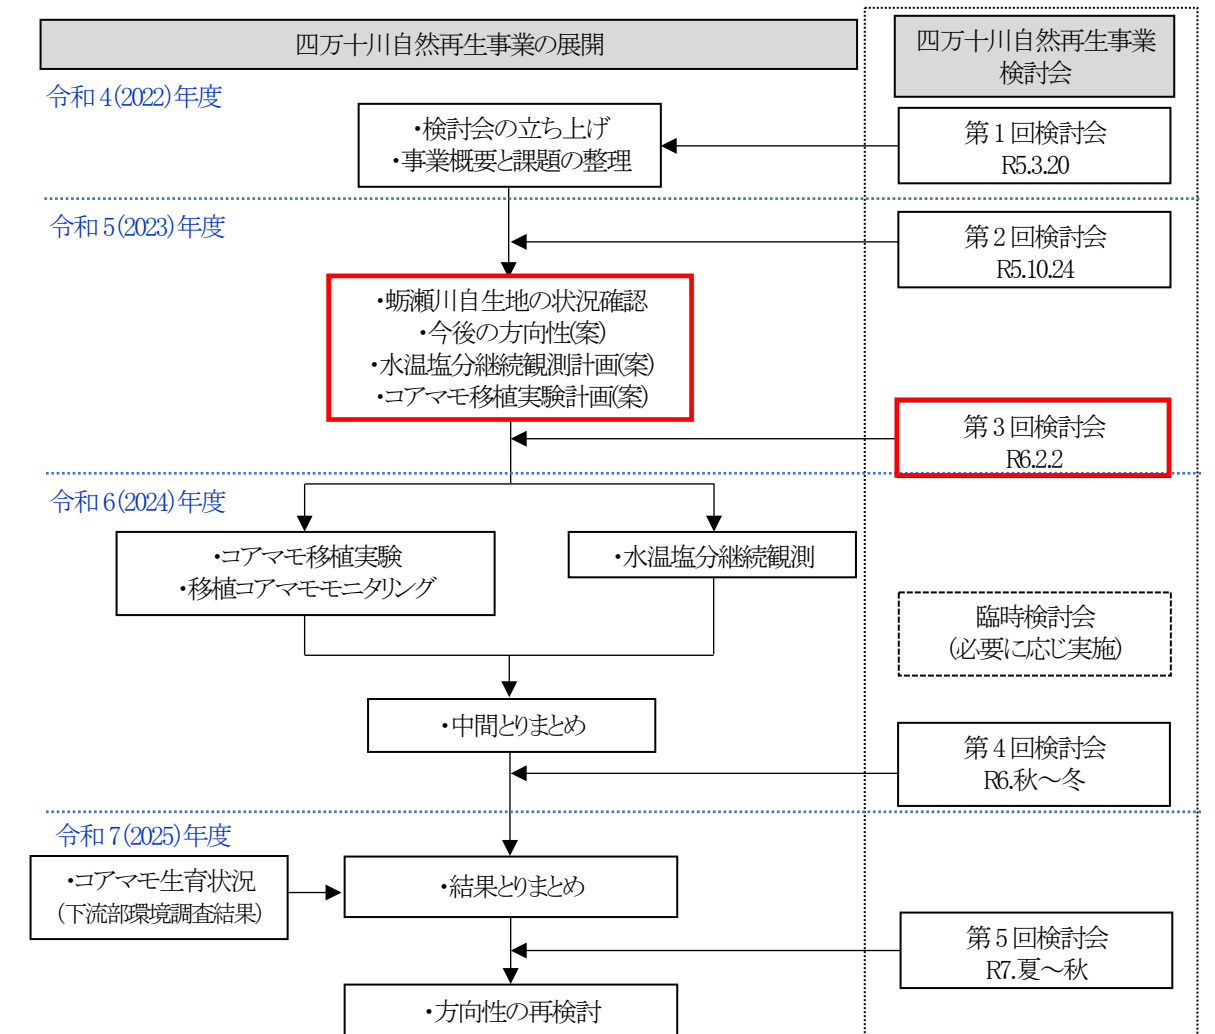 四万十川自然再生事業の展開
四万十川自然再生事業
検討会
令和4(2022)年度
・検討会の立ち上げ
・事業概要と課題の整理
第1回検討会
R5.3.20
令和5(2023)年度
第2回検討会
R5.10.24
・蛎瀬川自生地の状況確認
・今後の方向性(案)
・水温塩分継続観測計画(案)
・コアマモ移植実験計画(案)
第3回検討会
R6.2.2
令和6(2024)年度
・コアマモ移植実験
・移植コアマモモニタリング
・水温塩分継続観測
臨時検討会
(必要に応じ実施)
・中間とりまとめ
第4回検討会
R6.秋～冬
令和7(2025)年度
・コアマモ生育状況
(下流部環境調査結果)
・結果とりまとめ
第5回検討会
R7.夏～秋
・方向性の再検討